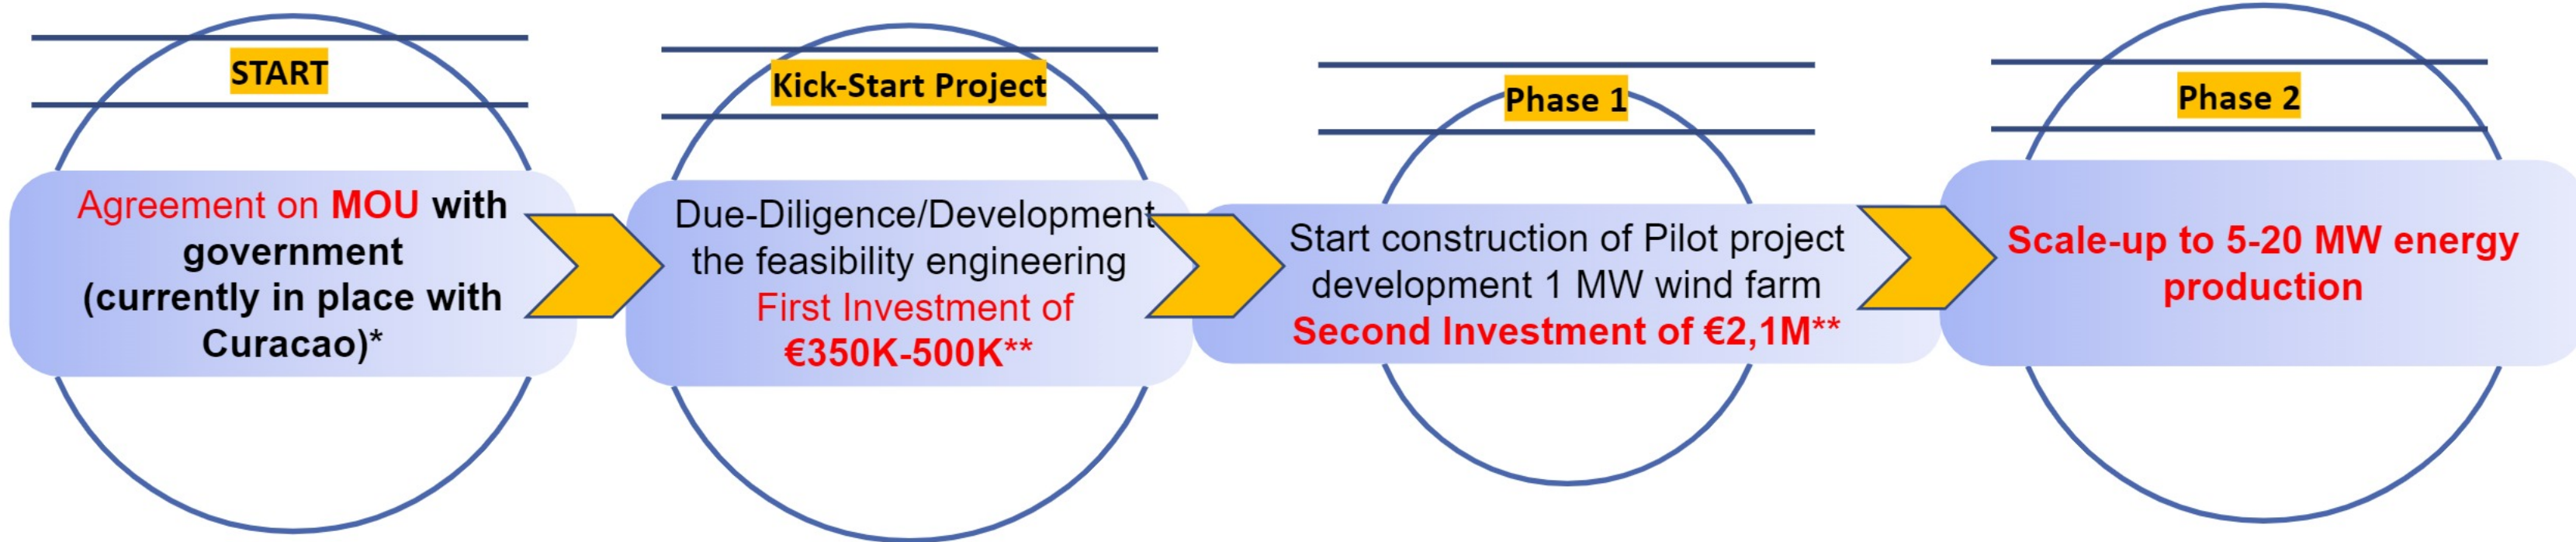 START
Agreement on MOU with
government
(currently in place with
Curacao)*
Kick-Start Project
Due-Diligence/Development
the feasibility engineering
First Investment of
€350K-500K**
Phase 1
Start construction of Pilot project
development 1 MW wind farm
Second Investment of €2,1M**
Phase 2
Scale-up to 5-20 MW energy
production